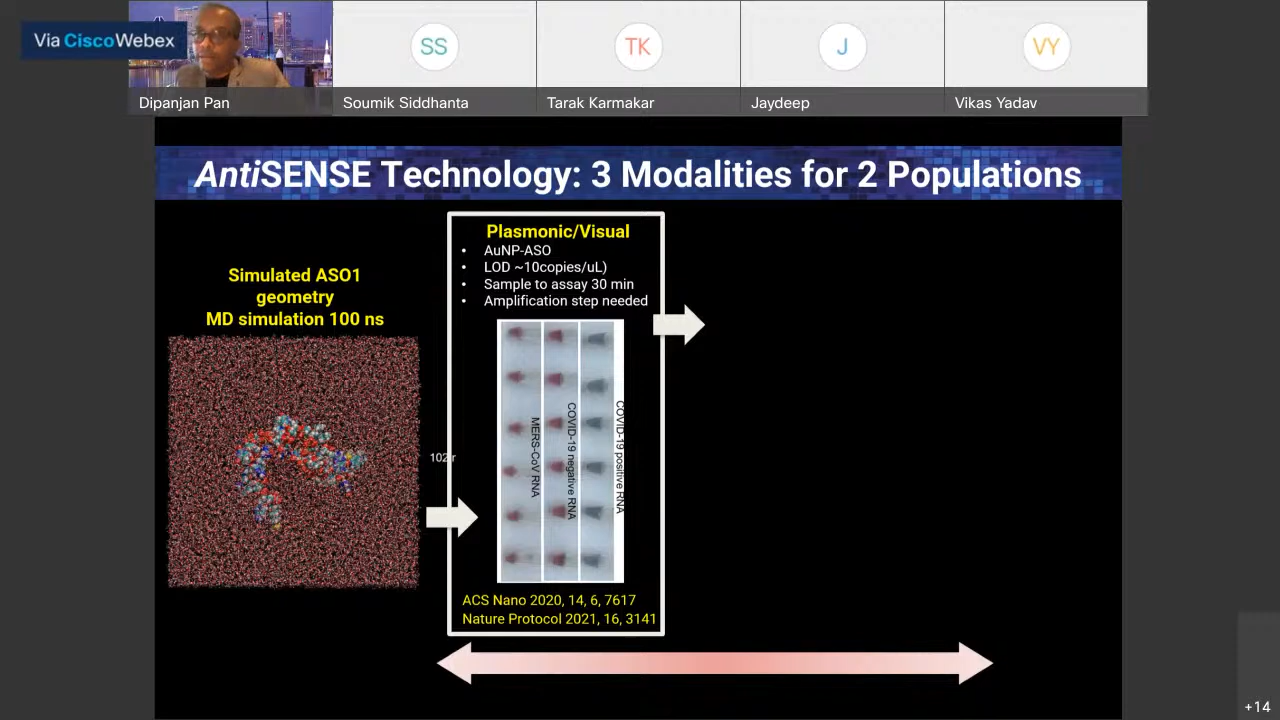 Via CiscoWebex
SS
TK
J
VY
Dipanjan Pan
Soumik Siddhanta
Tarak Karmakar
Jaydeep
Vikas Yadav
AntiSENSE Technology: 3 Modalities for 2 Populations
Simulated ASO1
geometry
MD simulation 100 ns
Plasmonic/Visual
• AuNP-ASO
• LOD ~10copies/uL)
• Sample to assay 30 min
• Amplification step needed
MERS-CoV RNA
COVID-19 negative RNA
COVID-19 positive RNA
ACS Nano 2020, 14, 6, 7617
Nature Protocol 2021, 16, 3141
+14